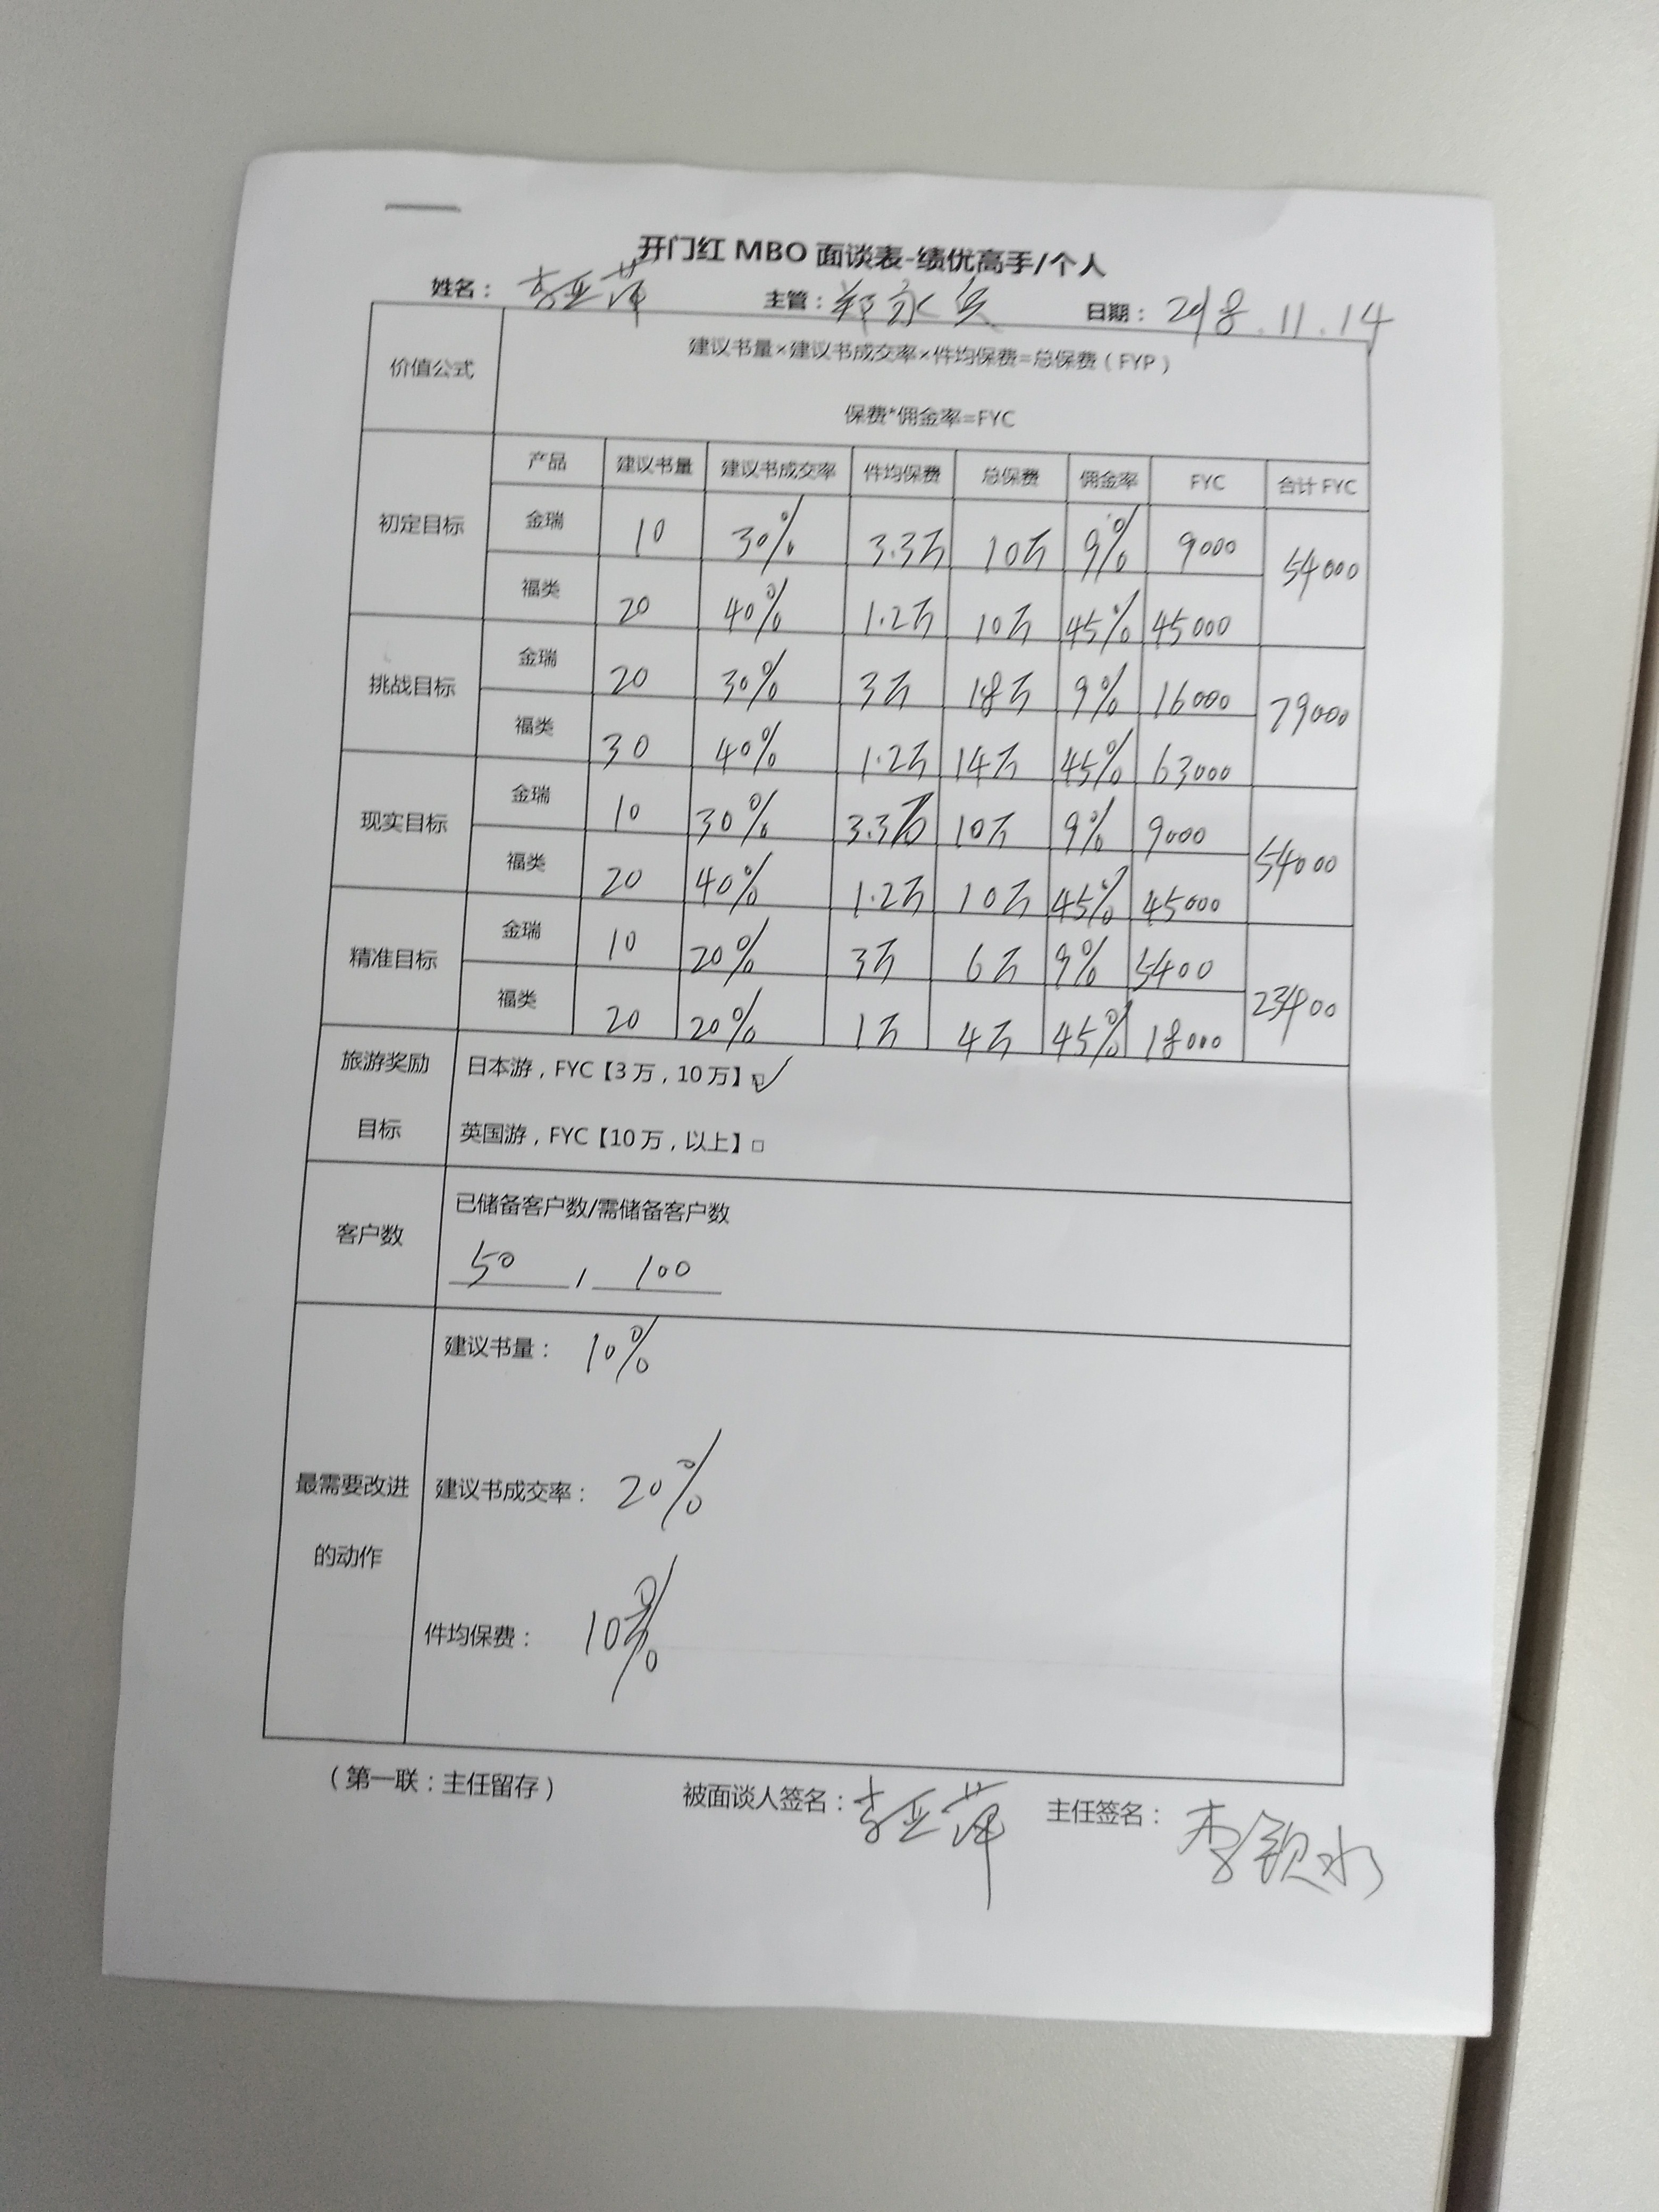 开门红 MBO 面谈表-绩优高手/个人
姓名： 李亚萍 主管： 日期： 2018.11.14
价值公式 建议书量×建议书成交率×件均保费=总保费（FYP）
保费*佣金率=FYC
产品 建议书量 建议书成交率 件均保费 总保费 佣金率 FYC 合计 FYC
初定目标 金瑞 10 30% 3.3万 10万 9% 9000 54000
福类 20 40% 1.2万 10万 45% 45000
挑战目标 金瑞 20 30% 3万 18万 9% 16000 79000
福类 30 40% 1.2万 14万 45% 63000
现实目标 金瑞 10 30% 3.3万 10万 9% 9000 54000
福类 20 40% 1.2万 10万 45% 45000
精准目标 金瑞 10 20% 3万 6万 9% 5400 23400
福类 20 20% 1万 4万 45% 18000
旅游奖励 日本游，FYC【3万，10万】☑
目标 英国游，FYC【10万，以上】□
客户数 已储备客户数/需储备客户数
50 / 100
建议书量： 10%
最需要改进 建议书成交率： 20%
的动作
件均保费： 10%
（第一联：主任留存） 被面谈人签名：李亚萍 主任签名： 李钦水